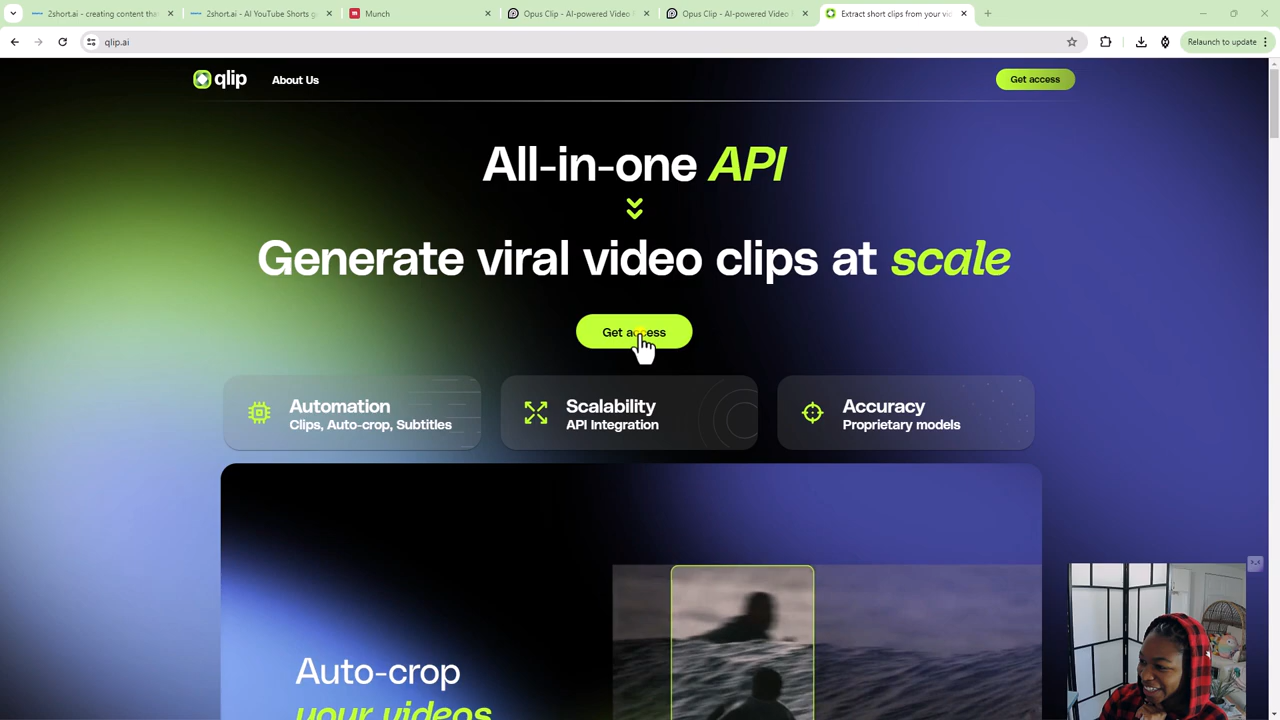 2short.ai - creating content tha
2short.ai - AI YouTube Shorts g
Munch
Opus Clip - AI-powered Video
Opus Clip - AI-powered Video
Extract short clips from your vi
qlip.ai
Relaunch to update
qlip
About Us
Get access
All-in-one API
Generate viral video clips at scale
Get access
Automation
Clips, Auto-crop, Subtitles
Scalability
API Integration
Accuracy
Proprietary models
Auto-crop
your videos